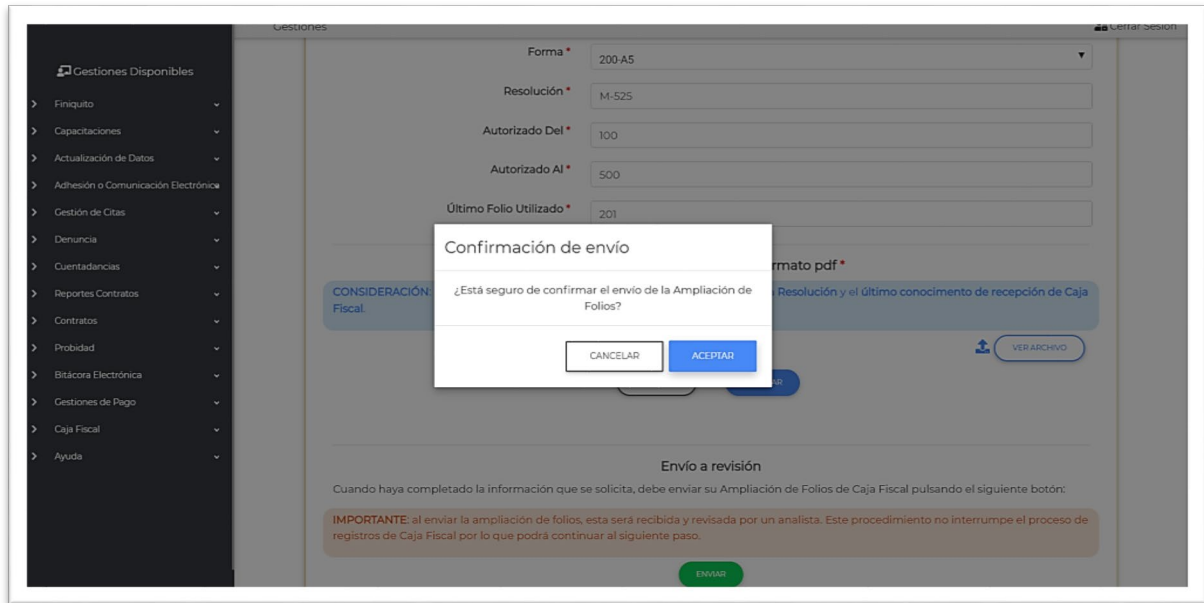 Gestiones
Cerrar Sesión
Gestiones Disponibles
Finiquito
Capacitaciones
Actualización de Datos
Adhesión o Comunicación Electrónica
Gestión de Citas
Denuncia
Cuentadancias
Reportes Contratos
Contratos
Probidad
Bitácora Electrónica
Gestiones de Pago
Caja Fiscal
Ayuda
Forma *
200-A5
Resolución *
M-525
Autorizado Del *
100
Autorizado Al *
500
Último Folio Utilizado *
201
pdf *
CONSIDERACIÓN:
Resolución y el último conocimiento de recepción de Caja
Fiscal.
Confirmación de envío
¿Está seguro de confirmar el envío de la Ampliación de
Folios?
CANCELAR
ACEPTAR
VER ARCHIVO
Envío a revisión
Cuando haya completado la información que se solicita, debe enviar su Ampliación de Folios de Caja Fiscal pulsando el siguiente botón:
IMPORTANTE: al enviar la ampliación de folios, esta será recibida y revisada por un analista. Este procedimiento no interrumpe el proceso de
registros de Caja Fiscal por lo que podrá continuar al siguiente paso.
ENVIAR